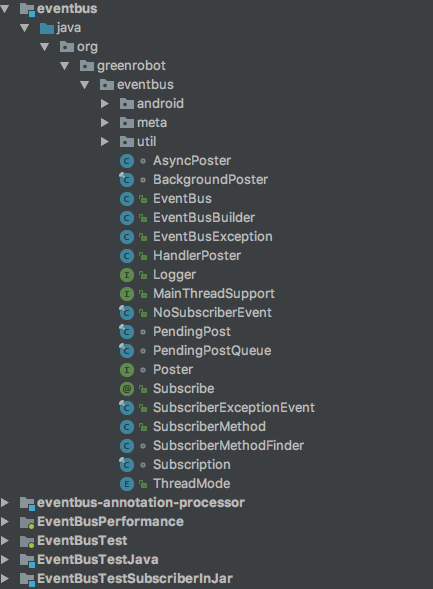 eventbus
java
org
greenrobot
eventbus
android
meta
util
C AsyncPoster
C BackgroundPoster
C EventBus
C EventBusBuilder
C EventBusException
C HandlerPoster
I Logger
I MainThreadSupport
C NoSubscriberEvent
C PendingPost
C PendingPostQueue
I Poster
@ Subscribe
C SubscriberExceptionEvent
C SubscriberMethod
C SubscriberMethodFinder
C Subscription
E ThreadMode
eventbus-annotation-processor
EventBusPerformance
EventBusTest
EventBusTestJava
EventBusTestSubscriberInJar